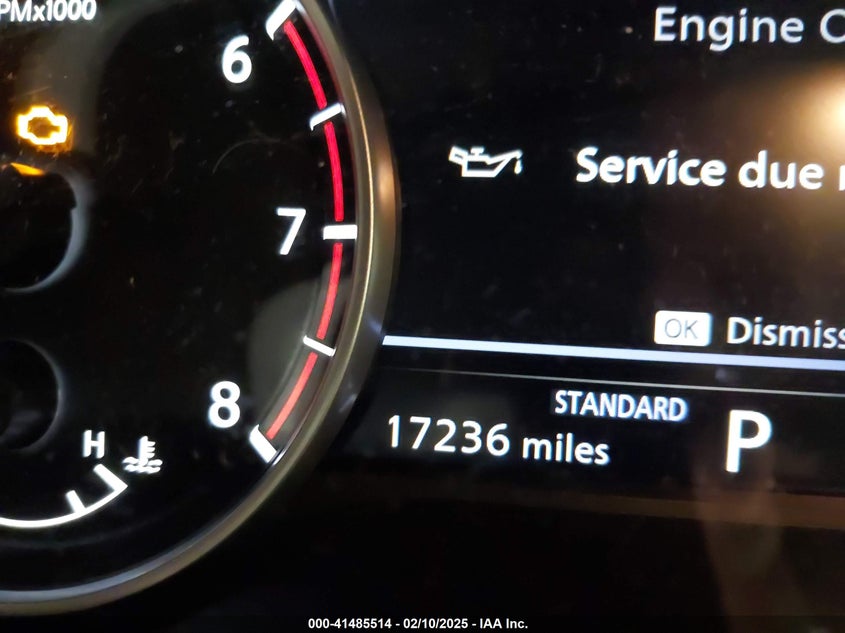 PMx1000
6
7
8
H
Engine
Service due
OK Dismiss
STANDARD
17236 miles
P
000-41485514 - 02/10/2025 - IAA Inc.